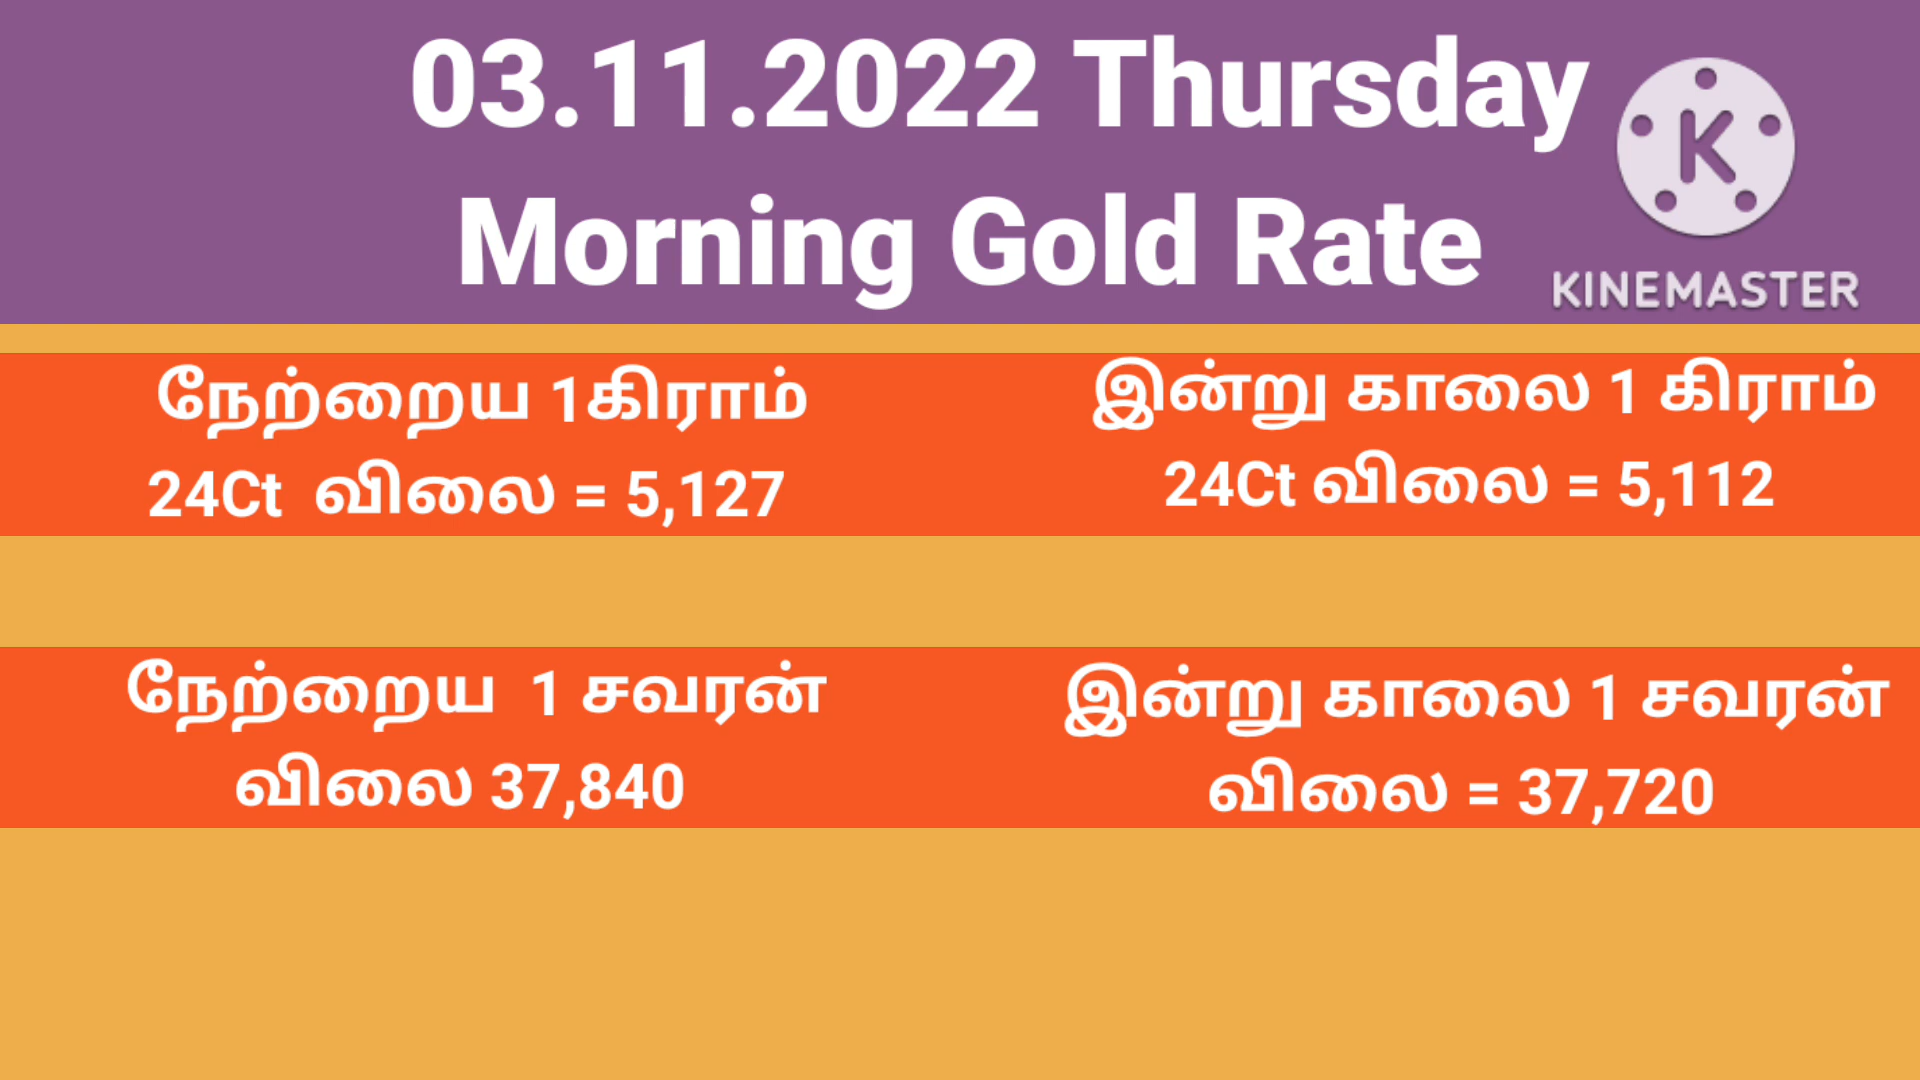 03.11.2022 Thursday
Morning Gold Rate
KINEMASTER
நேற்றைய 1கிராம்
24Ct விலை = 5,127
இன்று காலை 1 கிராம்
24Ct விலை = 5,112
நேற்றைய 1 சவரன்
விலை 37,840
இன்று காலை 1 சவரன்
விலை = 37,720